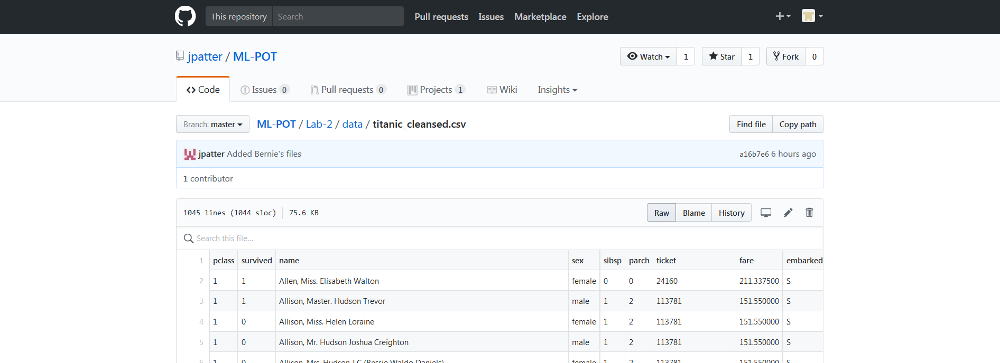 This repository Search Pull requests Issues Marketplace Explore
jpatter / ML-POT Watch 1 Star 1 Fork 0
Code Issues 0 Pull requests 0 Projects 1 Wiki Insights
Branch: master ML-POT / Lab-2 / data / titanic_cleansed.csv Find file Copy path
jpatter Added Bernie's files a16b7e6 6 hours ago
1 contributor
1045 lines (1044 sloc) 75.6 KB Raw Blame History
Search this file...
1 pclass survived name sex sibsp parch ticket fare embarked
2 1 1 Allen, Miss. Elisabeth Walton female 0 0 24160 211.337500 S
3 1 1 Allison, Master. Hudson Trevor male 1 2 113781 151.550000 S
4 1 0 Allison, Miss. Helen Loraine female 1 2 113781 151.550000 S
5 1 0 Allison, Mr. Hudson Joshua Creighton male 1 2 113781 151.550000 S
6 1 0 Allison, Mrs. Hudson J C (Bessie Waldo Daniels) female 1 2 113781 151.550000 S